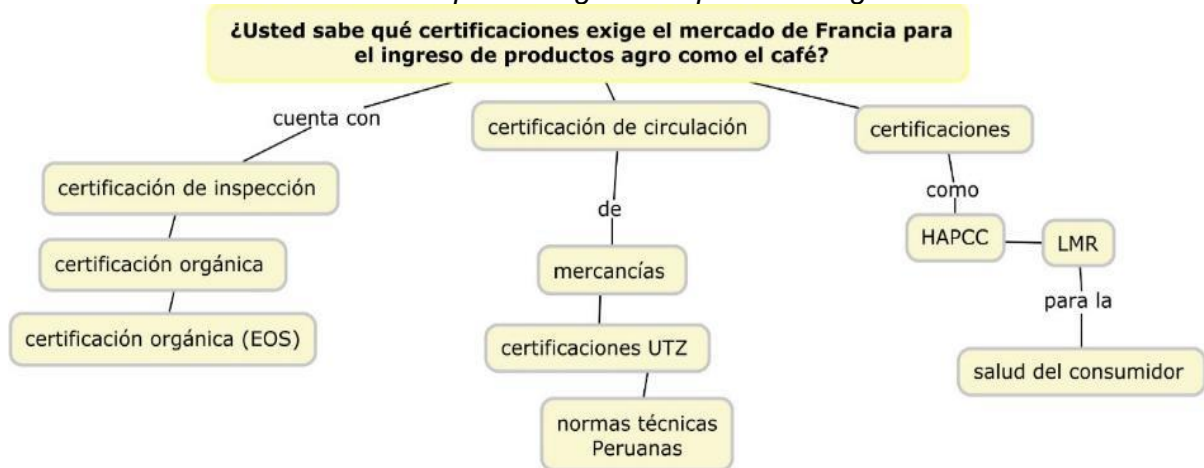 ¿Usted sabe qué certificaciones exige el mercado de Francia para
el ingreso de productos agro como el café?
cuenta con
certificación de circulación
certificaciones
certificación de inspección
como
de
HAPCC
LMR
certificación orgánica
mercancías
para la
certificación orgánica (EOS)
certificaciones UTZ
salud del consumidor
normas técnicas
Peruanas